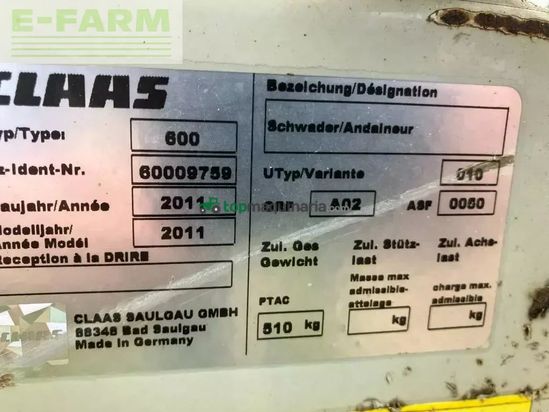 E-FARM
CLAAS
yp/Type: 600
z-Ident-Nr. 60009759
aujahr/Année 2011
Modelljahr/
Année Modèl 2011
Réception à la DRIRE
CLAAS SAULGAU GMBH
88348 Bad Saulgau
Made in Germany
Bezeichung/Désignation
Schwader/Andaineur
UTyp/Variante 010
A02 ASF 0050
topmaquinaria.com
Zul. Ges
Gewicht
PTAC
510 kg
Zul. Stütz-
last
Masse max
admissible-
attelage
kg
Zul. Achs-
last
charge max
admissible
kg